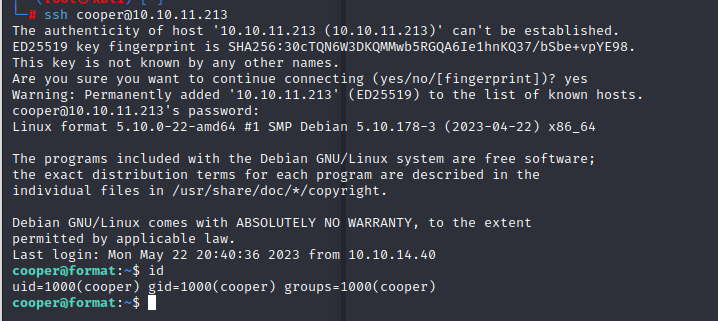 (root㉿kali)-[~]
└─# ssh cooper@10.10.11.213
The authenticity of host '10.10.11.213 (10.10.11.213)' can't be established.
ED25519 key fingerprint is SHA256:30cTQN6W3DKQMMwb5RGQA6Ie1hnKQ37/bSbe+vpYE98.
This key is not known by any other names.
Are you sure you want to continue connecting (yes/no/[fingerprint])? yes
Warning: Permanently added '10.10.11.213' (ED25519) to the list of known hosts.
cooper@10.10.11.213's password:
Linux format 5.10.0-22-amd64 #1 SMP Debian 5.10.178-3 (2023-04-22) x86_64

The programs included with the Debian GNU/Linux system are free software;
the exact distribution terms for each program are described in the
individual files in /usr/share/doc/*/copyright.

Debian GNU/Linux comes with ABSOLUTELY NO WARRANTY, to the extent
permitted by applicable law.
Last login: Mon May 22 20:40:36 2023 from 10.10.14.40
cooper@format:~$ id
uid=1000(cooper) gid=1000(cooper) groups=1000(cooper)
cooper@format:~$